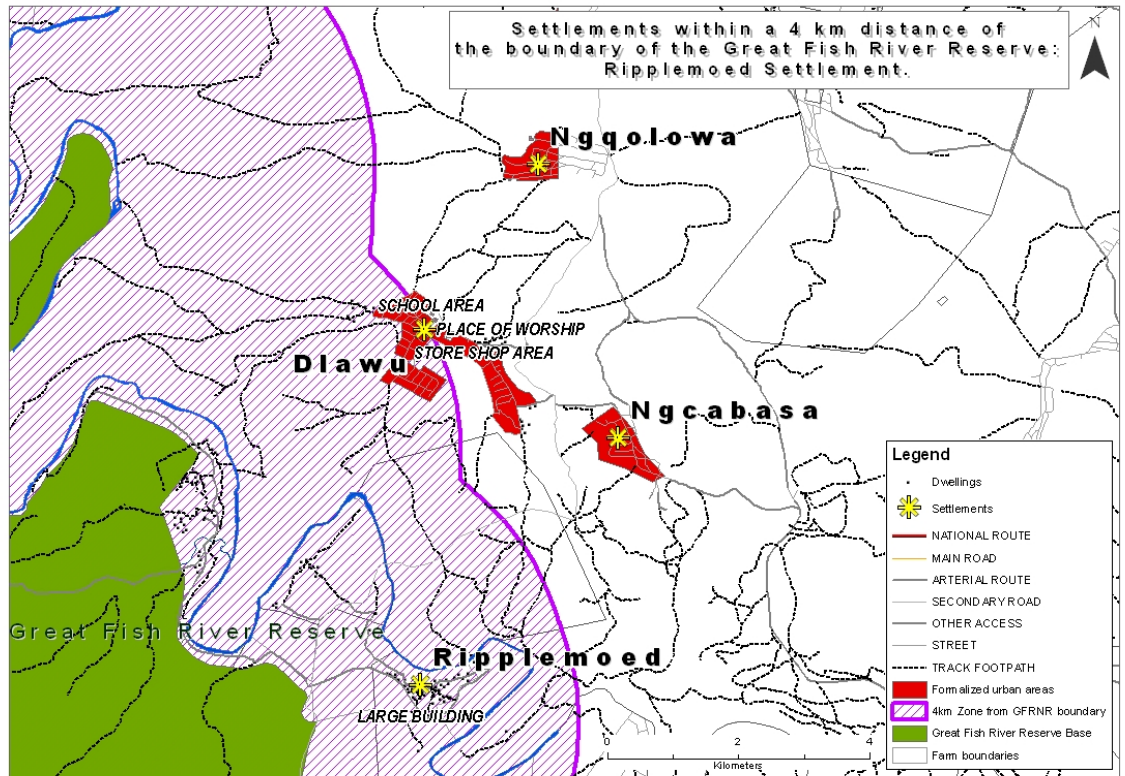 Settlements within a 4 km distance of
the boundary of the Great Fish River Reserve:
Ripplemoed Settlement.
N
Ngqolowa
SCHOOL AREA
PLACE OF WORSHIP
STORE SHOP AREA
Dlawu
Ngcabasa
Great Fish River Reserve
Ripplemoed
LARGE BUILDING
0 2 4
Kilometers
Legend
Dwellings
Settlements
NATIONAL ROUTE
MAIN ROAD
ARTERIAL ROUTE
SECONDARY ROAD
OTHER ACCESS
STREET
TRACK FOOTPATH
Formalized urban areas
4km Zone from GFRNR boundary
Great Fish River Reserve Base
Farm boundaries